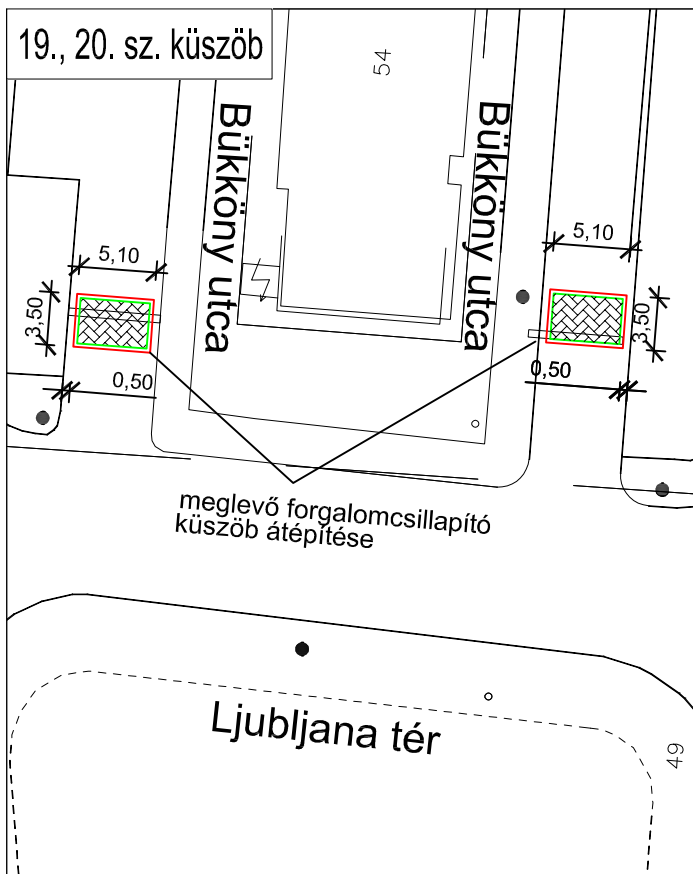 19., 20. sz. küszöb
54
Bükköny utca
Bükköny utca
5,10
3,50
0,50
5,10
3,50
0,50
meglevő forgalomcsillapító
küszöb átépítése
Ljubljana tér
49